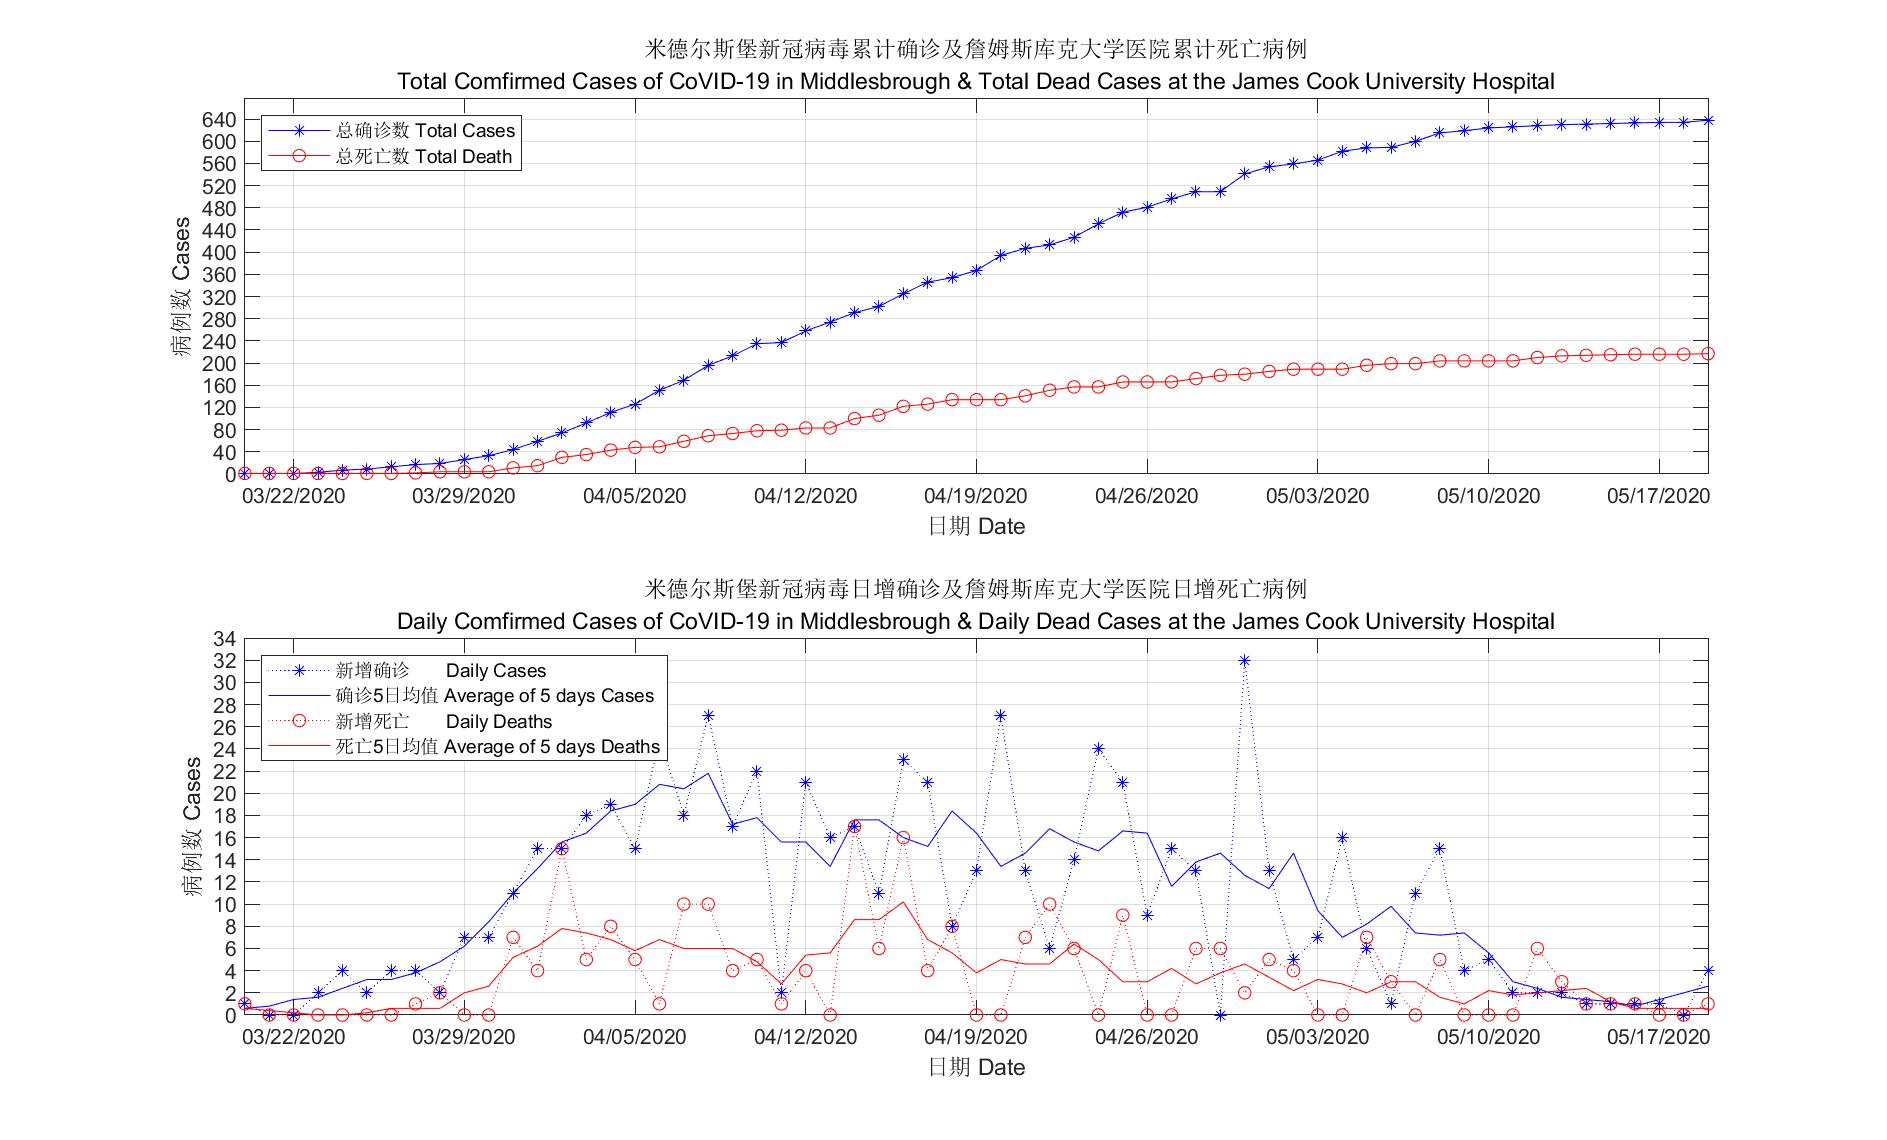 米德尔斯堡新冠病毒累计确诊及詹姆斯库克大学医院累计死亡病例
Total Comfirmed Cases of CoVID-19 in Middlesbrough & Total Dead Cases at the James Cook University Hospital
总确诊数 Total Cases
总死亡数 Total Death
病例数 Cases
640
600
560
520
480
440
400
360
320
280
240
200
160
120
80
40
0
03/22/2020 03/29/2020 04/05/2020 04/12/2020 04/19/2020 04/26/2020 05/03/2020 05/10/2020 05/17/2020
日期 Date
米德尔斯堡新冠病毒日增确诊及詹姆斯库克大学医院日增死亡病例
Daily Comfirmed Cases of CoVID-19 in Middlesbrough & Daily Dead Cases at the James Cook University Hospital
新增确诊 Daily Cases
确诊5日均值 Average of 5 days Cases
新增死亡 Daily Deaths
死亡5日均值 Average of 5 days Deaths
病例数 Cases
34
32
30
28
26
24
22
20
18
16
14
12
10
8
6
4
2
0
03/22/2020 03/29/2020 04/05/2020 04/12/2020 04/19/2020 04/26/2020 05/03/2020 05/10/2020 05/17/2020
日期 Date